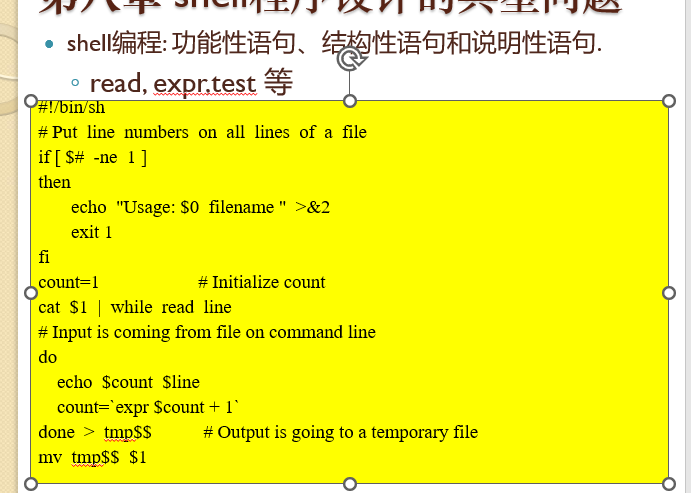 第八章 shell程序设计的典型问题
shell编程: 功能性语句、结构性语句和说明性语句.
read, expr,test 等
#!/bin/sh
# Put line numbers on all lines of a file
if [ $# -ne 1 ]
then
echo "Usage: $0 filename " >&2
exit 1
fi
count=1 # Initialize count
cat $1 | while read line
# Input is coming from file on command line
do
echo $count $line
count=`expr $count + 1`
done > tmp$$ # Output is going to a temporary file
mv tmp$$ $1